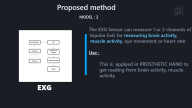 Proposed method
MODEL : 2
The EXG Sensor can measure 1 or 2 channels of
bipolar ExG for measuring brain activity,
muscle activity, eye movement or heart rate
Use :
This is applyed in PROSTHETIC HAND to
get reading from brain activity, muscle
activity
EXG